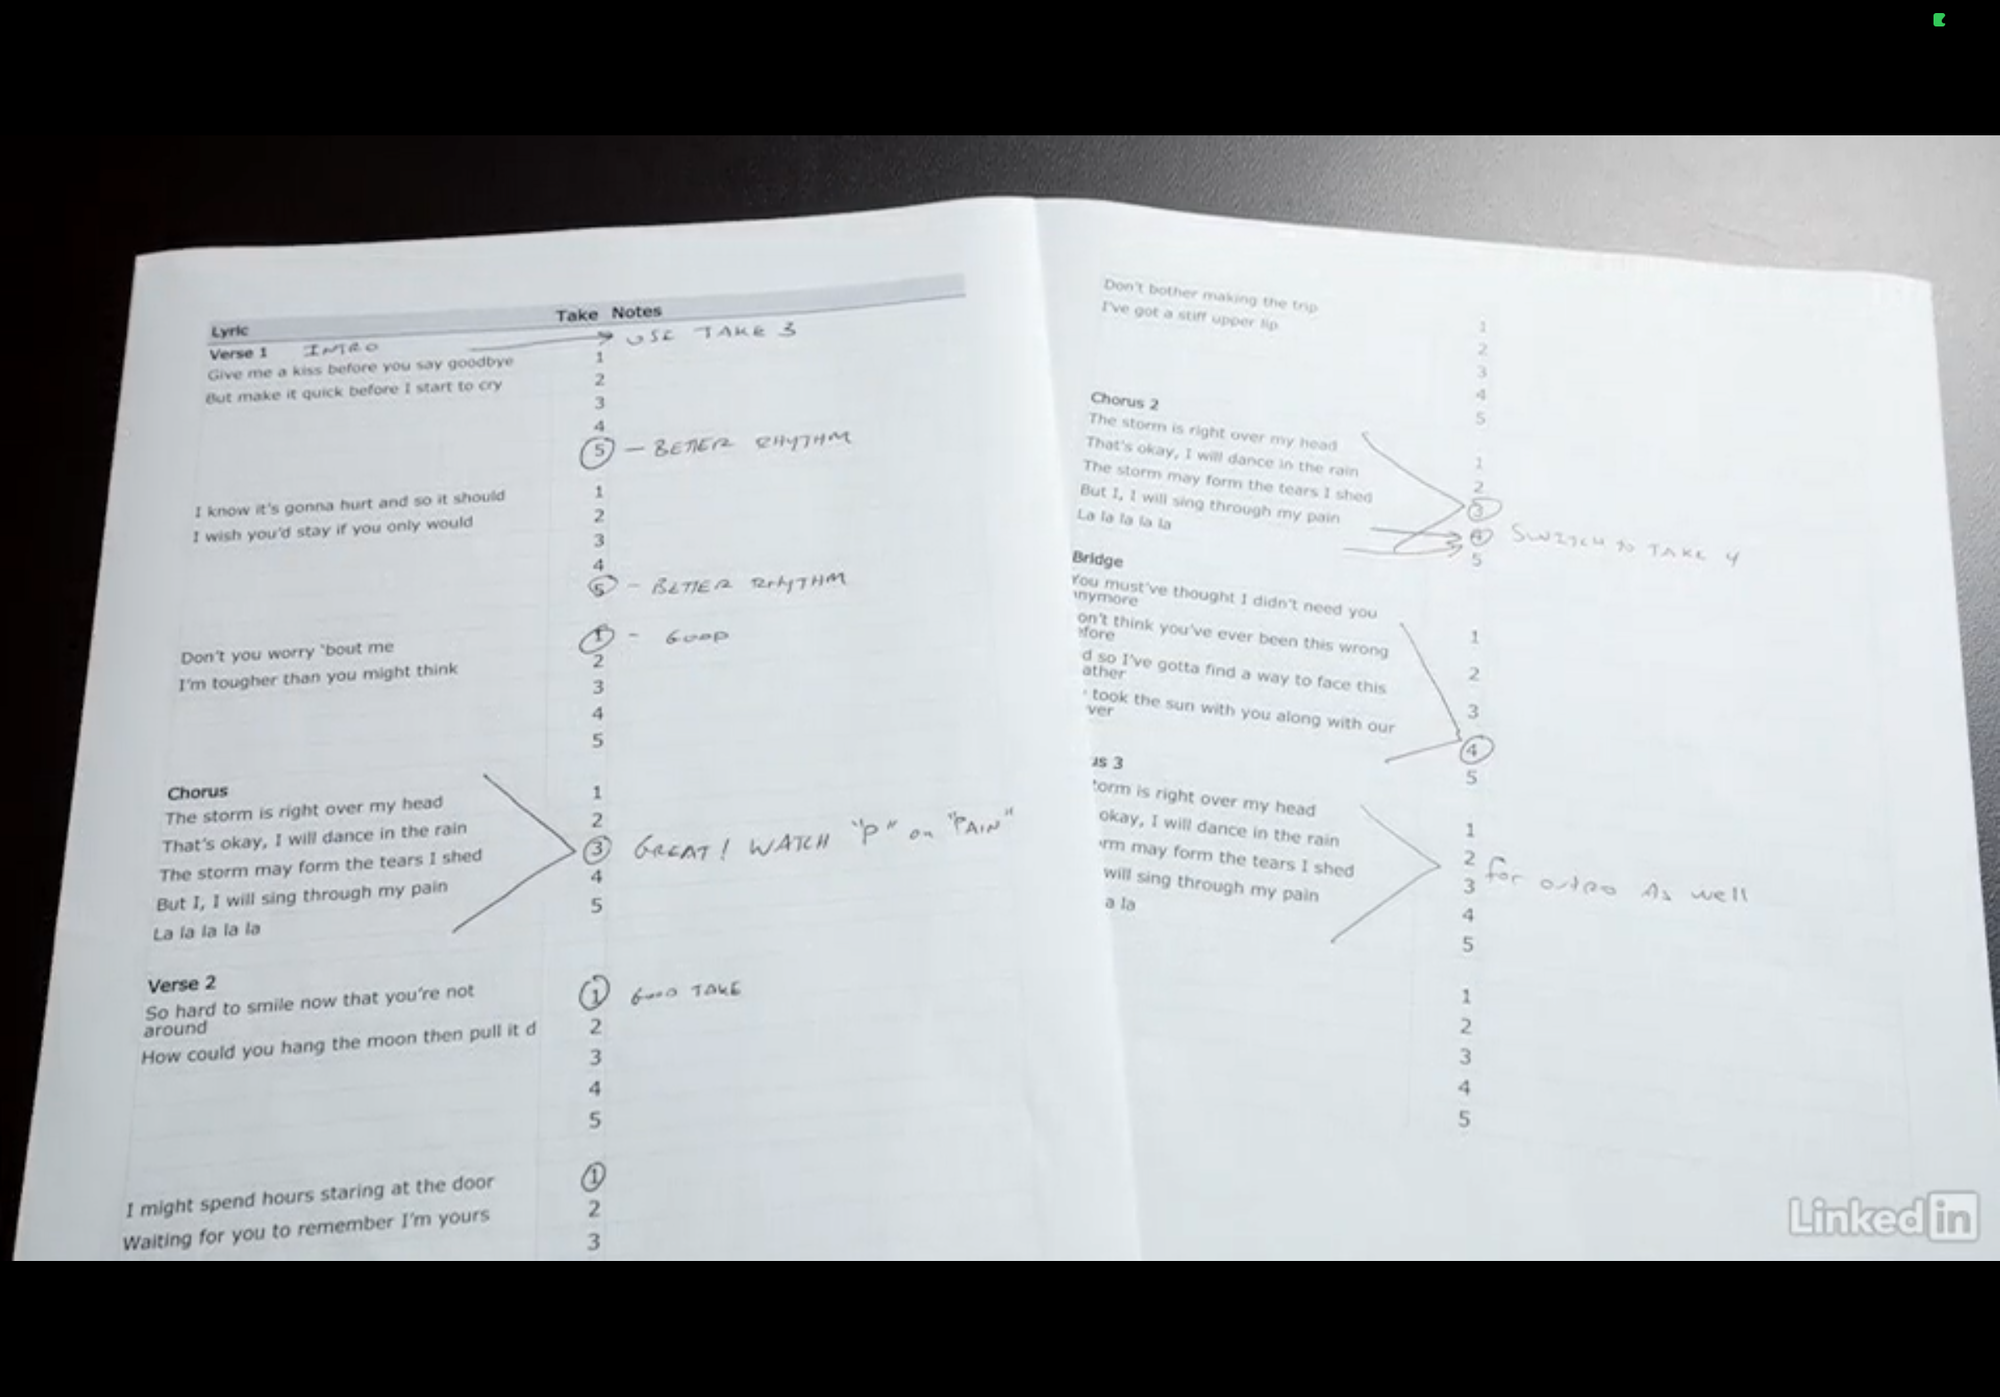 Lyric Take Notes
Verse 1 INTRO USE TAKE 3
Give me a kiss before you say goodbye 1
But make it quick before I start to cry 2
3
4
5 - BETTER RHYTHM
I know it's gonna hurt and so it should 1
I wish you'd stay if you only would 2
3
4
5 - BETTER RHYTHM
Don't you worry 'bout me 1 - GOOD
I'm tougher than you might think 2
3
4
5
Chorus 1
The storm is right over my head 2
That's okay, I will dance in the rain 3 GREAT! WATCH "P" on "PAIN"
The storm may form the tears I shed 4
But I, I will sing through my pain 5
La la la la la
Verse 2
So hard to smile now that you're not 1 GOOD TAKE
around
How could you hang the moon then pull it d 2
3
4
5
I might spend hours staring at the door 1
Waiting for you to remember I'm yours 2
3
Don't bother making the trip
I've got a stiff upper lip 1
2
3
4
5
Chorus 2
The storm is right over my head 1
That's okay, I will dance in the rain 2
The storm may form the tears I shed 3
But I, I will sing through my pain 4 SWITCH to TAKE 4
La la la la la 5
Bridge
You must've thought I didn't need you 1
nymore
on't think you've ever been this wrong 2
fore
d so I've gotta find a way to face this 3
ather
took the sun with you along with our 4
ver
5
us 3
torm is right over my head 1
okay, I will dance in the rain 2 for outro As well
rm may form the tears I shed 3
will sing through my pain 4
a la 5
1
2
3
4
5
Linked in